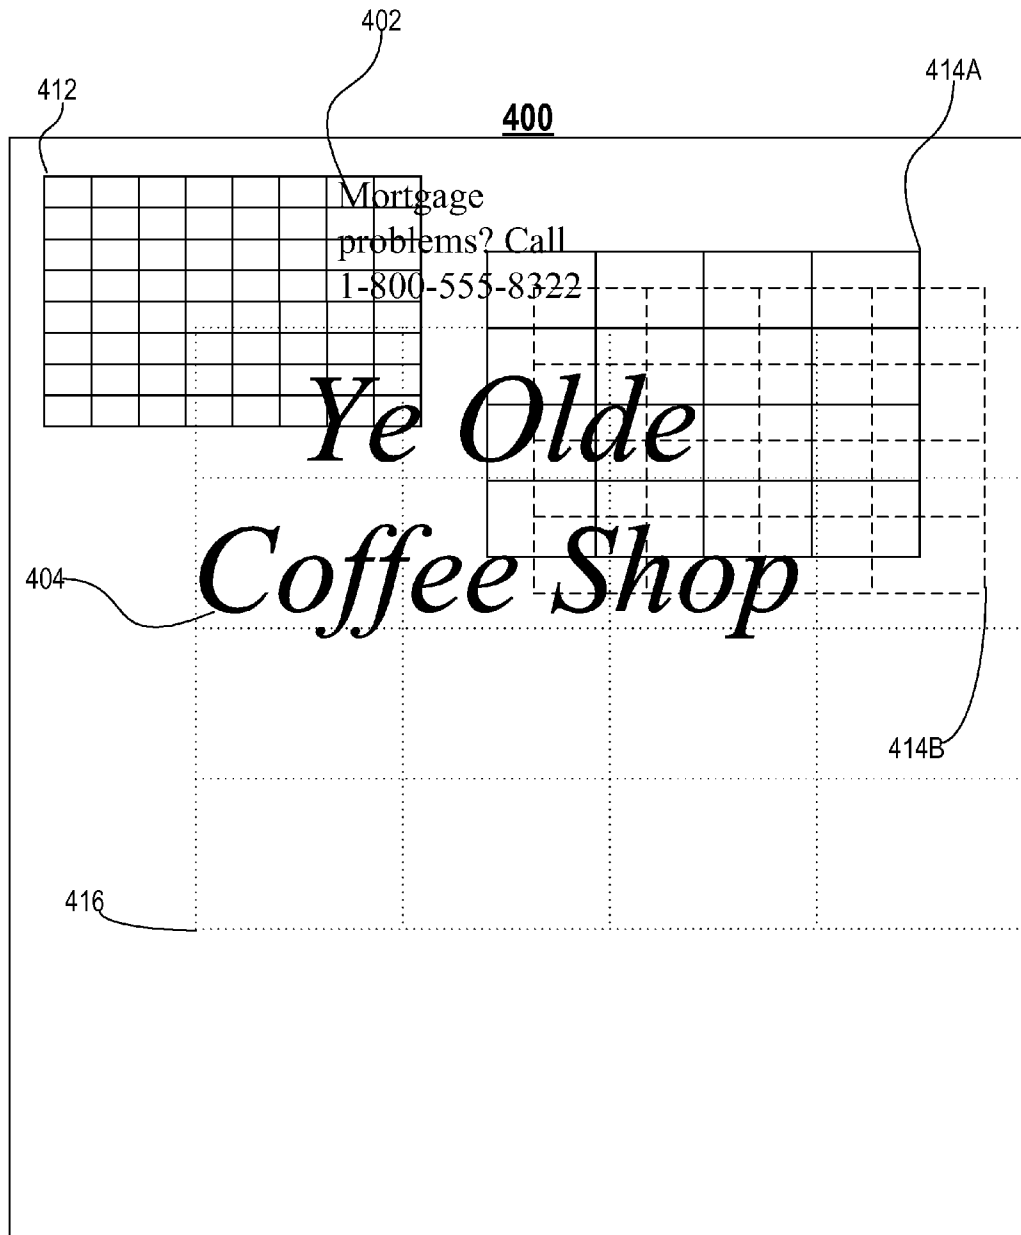 402
414A
412
400
Mortgage
problems? Call
1-800-555-8322
Ye Olde
Coffee Shop
404
414B
416